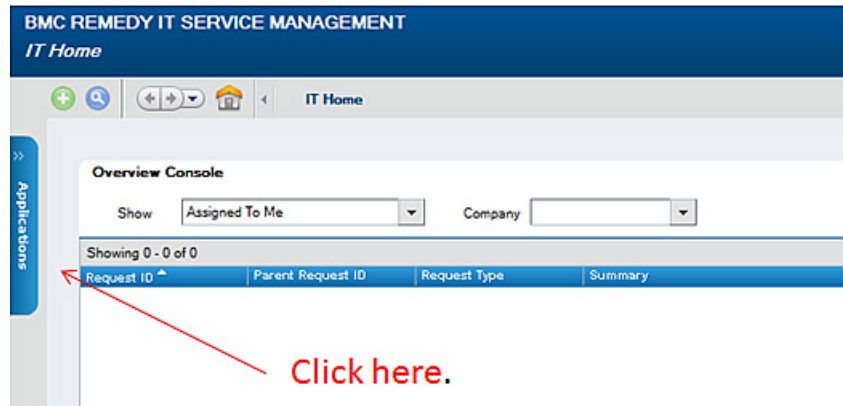 BMC REMEDY IT SERVICE MANAGEMENT
IT Home
IT Home
Applications
Overview Console
Show Assigned To Me Company
Showing 0 - 0 of 0
Request ID Parent Request ID Request Type Summary
Click here.